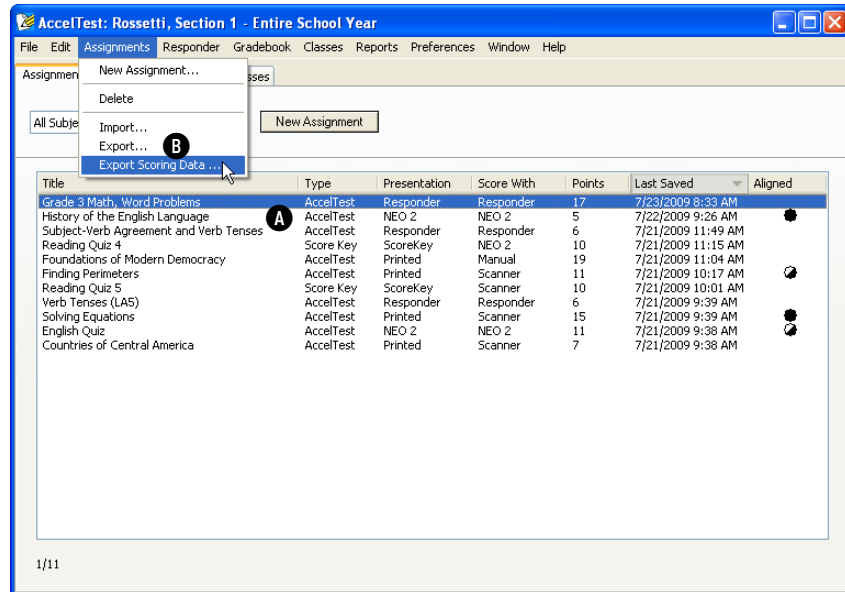 AccelTest: Rossetti, Section 1 - Entire School Year
File Edit Assignments Responder Gradebook Classes Reports Preferences Window Help
Assignmen
sses
New Assignment...
Delete
Import...
Export...
B
Export Scoring Data ...
All Subje
New Assignment
Title Type Presentation Score With Points Last Saved Aligned
Grade 3 Math, Word Problems AccelTest Responder Responder 17 7/23/2009 8:33 AM
History of the English Language A AccelTest NEO 2 NEO 2 5 7/22/2009 9:26 AM
Subject-Verb Agreement and Verb Tenses AccelTest Responder Responder 6 7/21/2009 11:49 AM
Reading Quiz 4 Score Key ScoreKey NEO 2 10 7/21/2009 11:15 AM
Foundations of Modern Democracy AccelTest Printed Manual 19 7/21/2009 11:04 AM
Finding Perimeters AccelTest Printed Scanner 11 7/21/2009 10:17 AM
Reading Quiz 5 Score Key ScoreKey Scanner 10 7/21/2009 10:01 AM
Verb Tenses (LA5) AccelTest Responder Responder 6 7/21/2009 9:39 AM
Solving Equations AccelTest Printed Scanner 15 7/21/2009 9:39 AM
English Quiz AccelTest NEO 2 NEO 2 11 7/21/2009 9:38 AM
Countries of Central America AccelTest Printed Scanner 7 7/21/2009 9:38 AM
1/11